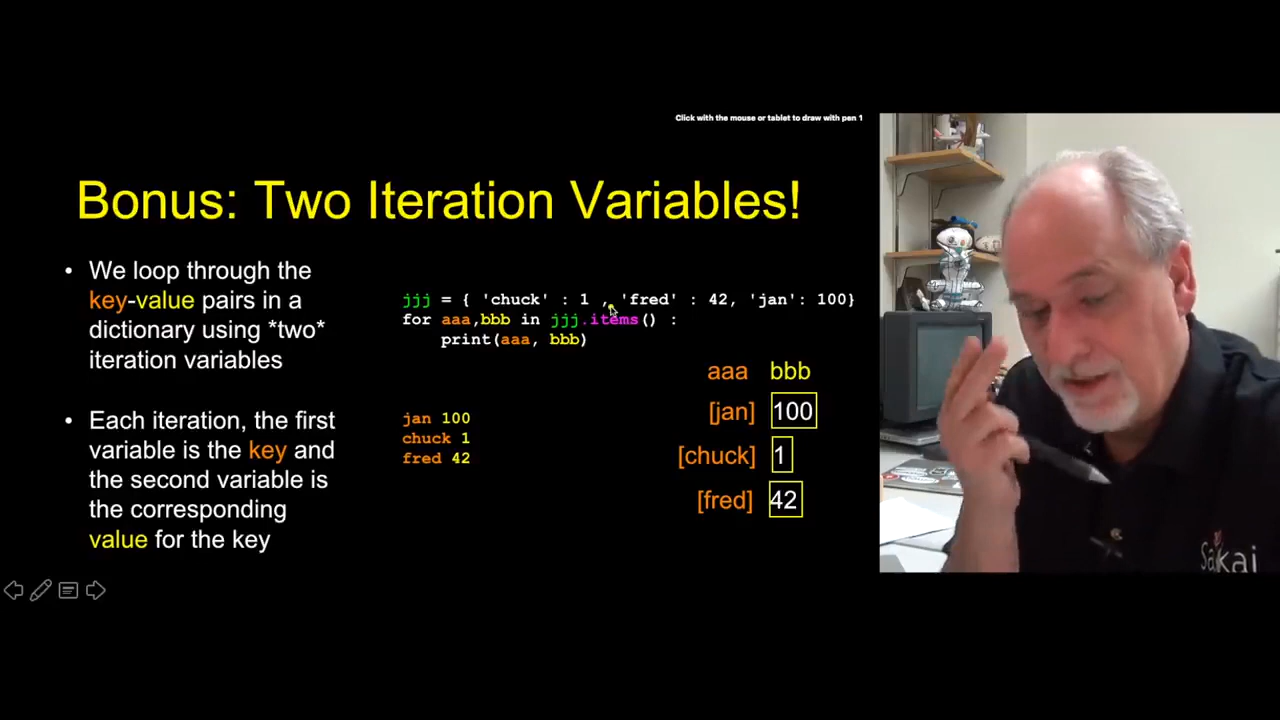 Click with the mouse or tablet to draw with pen 1
Bonus: Two Iteration Variables!
• We loop through the
key-value pairs in a
dictionary using *two*
iteration variables
• Each iteration, the first
variable is the key and
the second variable is
the corresponding
value for the key
jjj = { 'chuck' : 1 , 'fred' : 42, 'jan': 100}
for aaa,bbb in jjj.items() :
print(aaa, bbb)
jan 100
chuck 1
fred 42
aaa bbb
[jan] 100
[chuck] 1
[fred] 42
Sakai